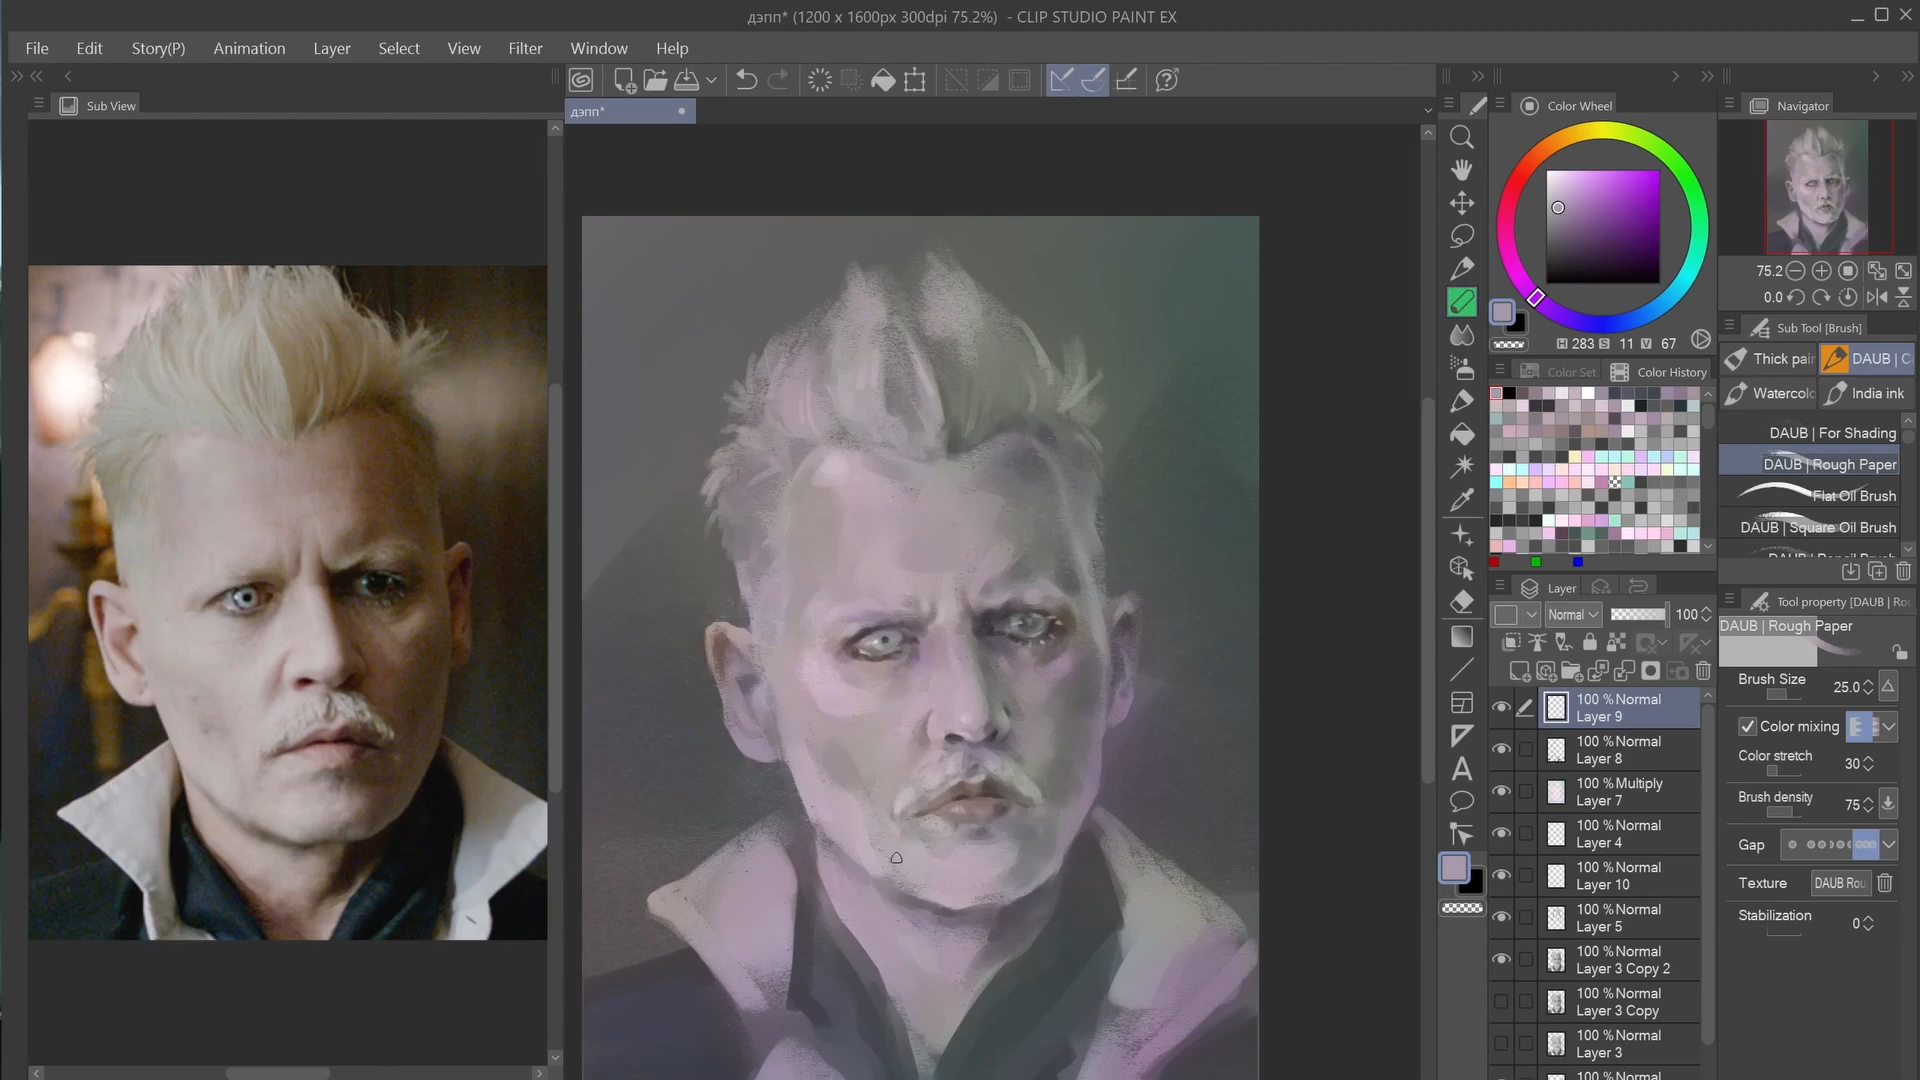 дэпп* (1200 x 1600px 300dpi 75.2%) - CLIP STUDIO PAINT EX
File Edit Story(P) Animation Layer Select View Filter Window Help
Sub View
дэпп*
Color Wheel
H 283 S 11 V 67
Color Set Color History
Layer
Normal 100
100 %Normal
Layer 9
100 %Normal
Layer 8
100 %Multiply
Layer 7
100 %Normal
Layer 4
100 %Normal
Layer 10
100 %Normal
Layer 5
100 %Normal
Layer 3 Copy 2
100 %Normal
Layer 3 Copy
100 %Normal
Layer 3
100 %Normal
Navigator
75.2
0.0
Sub Tool [Brush]
Thick pai DAUB | C
Watercolo India ink
DAUB | For Shading
DAUB | Rough Paper
Flat Oil Brush
DAUB | Square Oil Brush
Tool property [DAUB | Ro
DAUB | Rough Paper
Brush Size 25.0
Color mixing
Color stretch 30
Brush density 75
Gap
Texture DAUB Rou
Stabilization 0